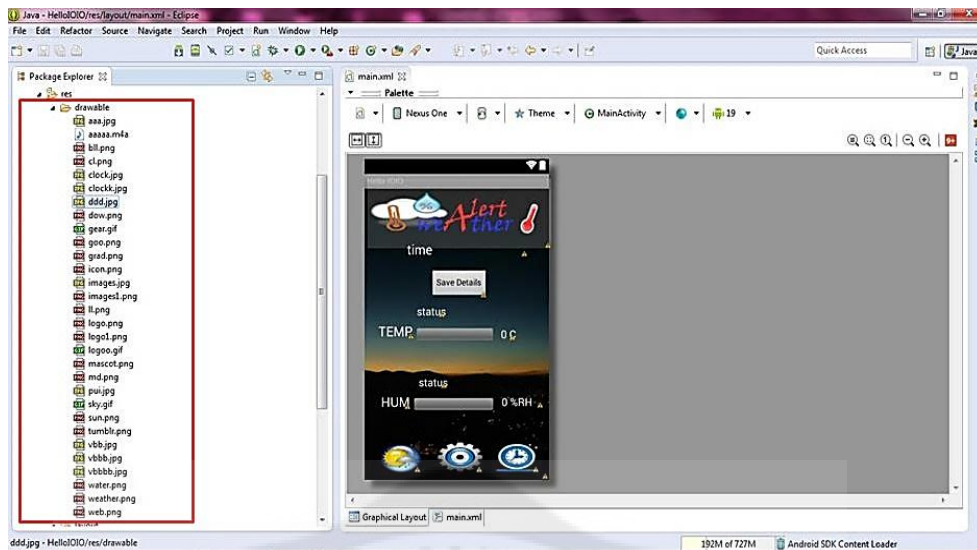 Java - HelloIOIO/res/layout/main.xml - Eclipse
File Edit Refactor Source Navigate Search Project Run Window Help
Quick Access
Java
Package Explorer
res
drawable
aaa.jpg
aaaaa.m4a
bll.png
cl.png
clock.jpg
clockk.jpg
ddd.jpg
dow.png
gear.gif
goo.png
grad.png
icon.png
images.jpg
images1.png
ll.png
logo.png
logo1.png
logoo.gif
mascot.png
md.png
pui.jpg
sky.gif
sun.png
tumblr.png
vbb.jpg
vbbb.jpg
vbbbb.jpg
water.png
weather.png
web.png
main.xml
Palette
Nexus One
Theme
MainActivity
19
Hello IOIO
%
Alert
weAther
time
Save Details
status
TEMP
0 C
status
HUM
0 %RH
Graphical Layout
main.xml
ddd.jpg - HelloIOIO/res/drawable
192M of 727M
Android SDK Content Loader